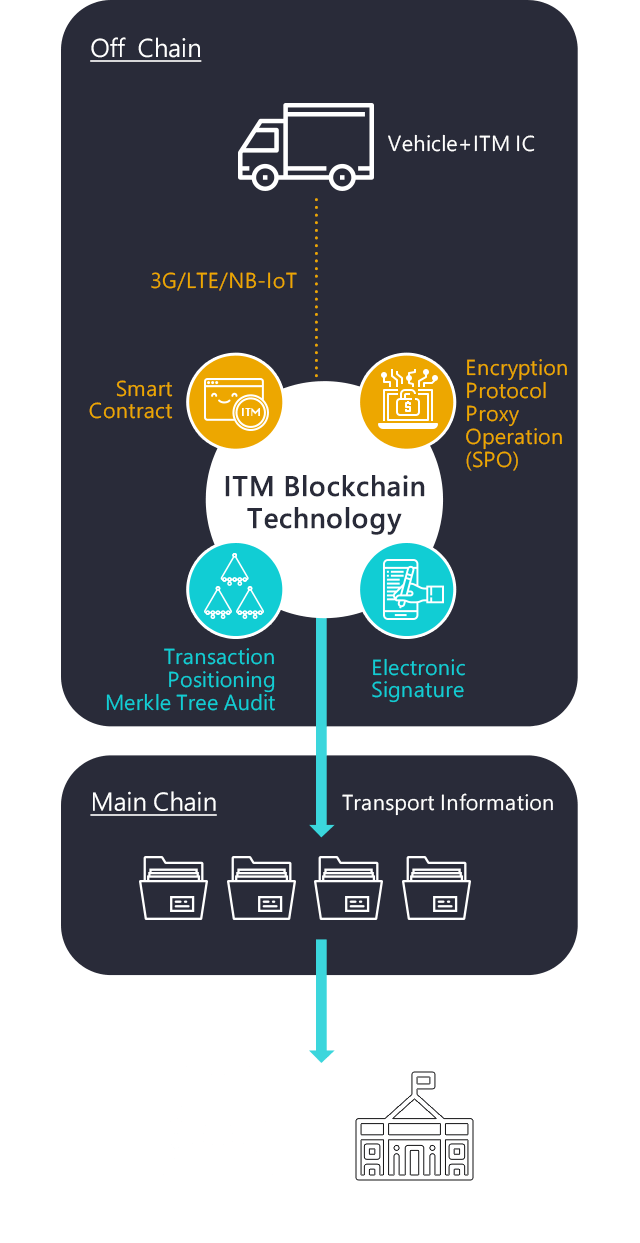 Off Chain
Vehicle+ITM IC
3G/LTE/NB-IoT
Smart
Contract
ITM
Encryption
Protocol
Proxy
Operation
(SPO)
ITM Blockchain
Technology
Transaction
Positioning
Merkle Tree Audit
Electronic
Signature
Main Chain
Transport Information